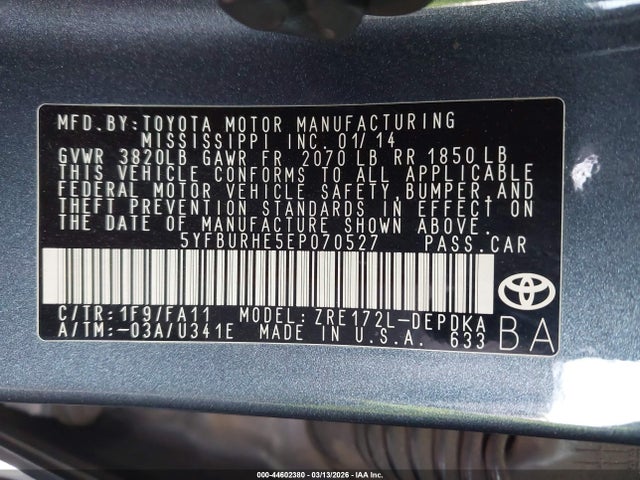 MFD.BY:TOYOTA MOTOR MANUFACTURING
MISSISSIPPI INC. 01/14
GVWR 3820LB GAWR FR 2070 LB RR 1850 LB
THIS VEHICLE CONFORMS TO ALL APPLICABLE
FEDERAL MOTOR VEHICLE SAFETY, BUMPER, AND
THEFT PREVENTION STANDARDS IN EFFECT ON
THE DATE OF MANUFACTURE SHOWN ABOVE.
5YFBURHE5EP070527 PASS.CAR
C/TR:1F9/FA11 MODEL: ZRE172L-DEPDKA
A/TM:-03A/U341E MADE IN U.S.A. 633
BA
000-44602380 - 03/13/2026 - IAA Inc.